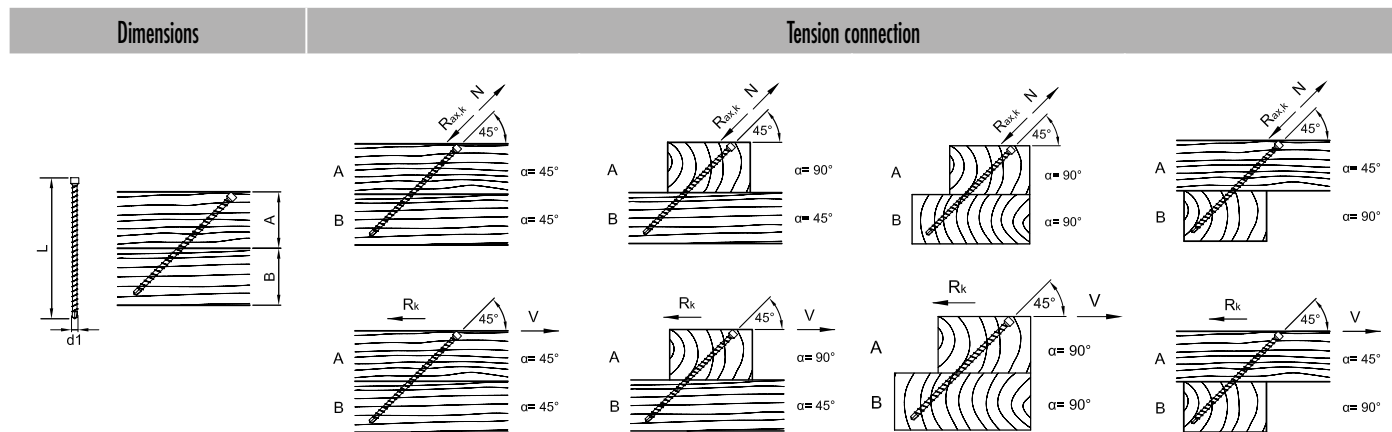 Dimensions
Tension connection
L
d1
A
B
Rax,k
N
45°
A
α= 45°
B
α= 45°
Rax,k
N
45°
A
α= 90°
B
α= 45°
Rax,k
N
45°
A
α= 90°
B
α= 90°
Rax,k
N
45°
A
α= 45°
B
α= 90°
Rk
45°
V
A
α= 45°
B
α= 45°
Rk
45°
V
A
α= 90°
B
α= 45°
Rk
45°
V
A
α= 90°
B
α= 90°
Rk
45°
V
A
α= 45°
B
α= 90°